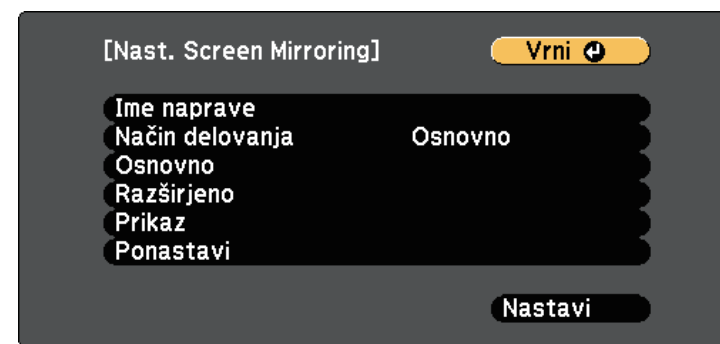 [Nast. Screen Mirroring] Vrni
Ime naprave
Način delovanja Osnovno
Osnovno
Razširjeno
Prikaz
Ponastavi
Nastavi